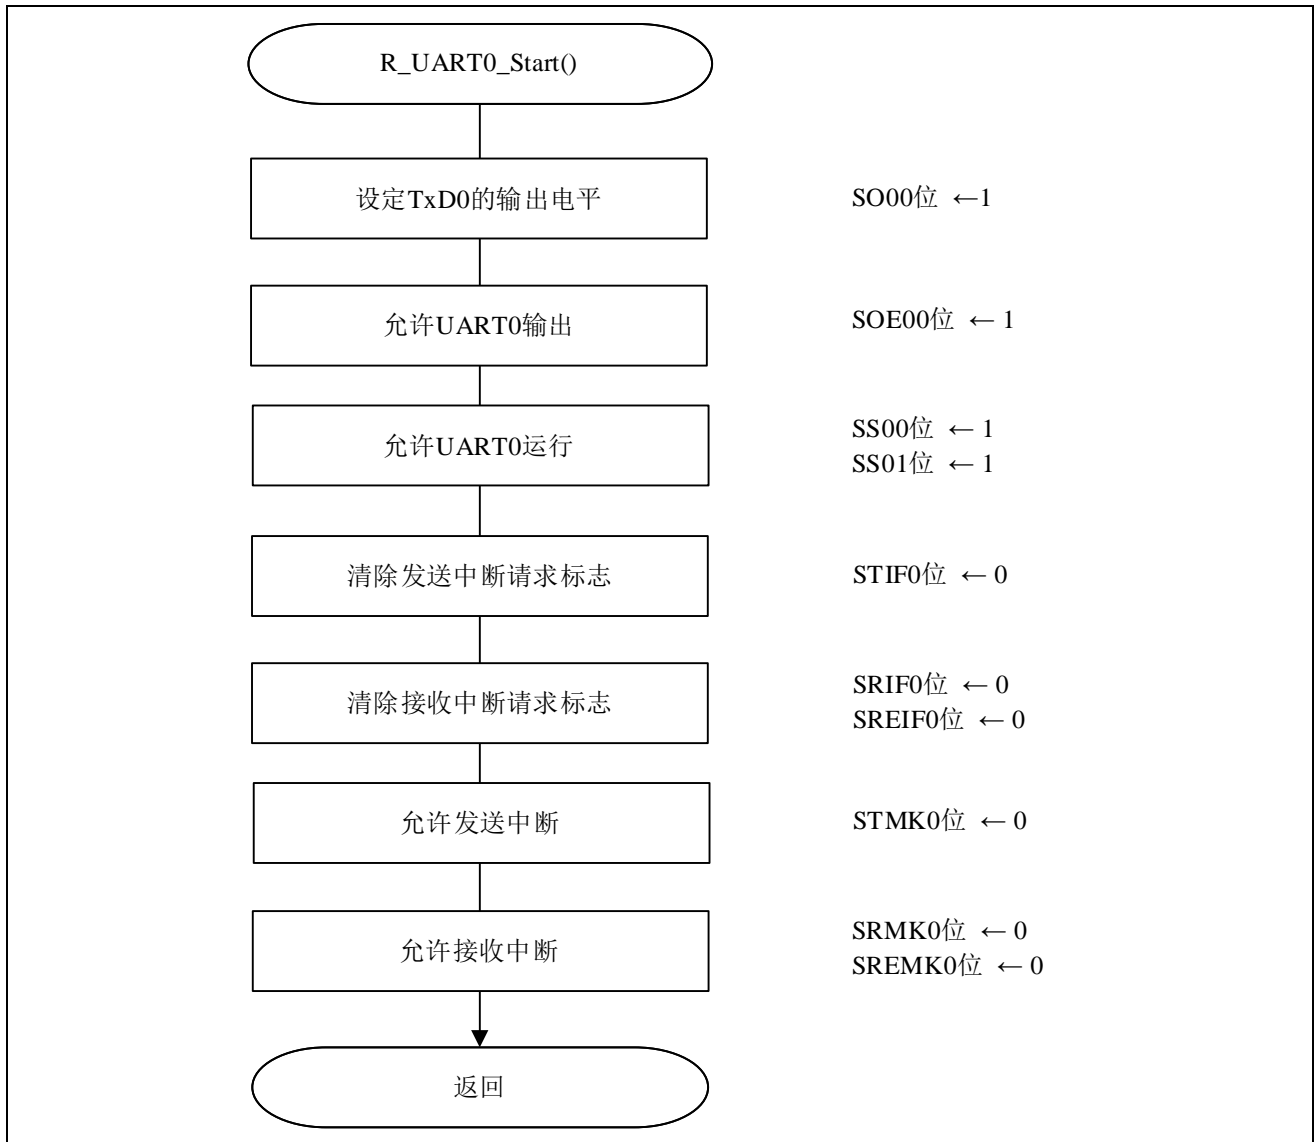 R_UART0_Start()
设定TxD0的输出电平
SO00位 ←1
允许UART0输出
SOE00位 ← 1
允许UART0运行
SS00位 ← 1
SS01位 ← 1
清除发送中断请求标志
STIF0位 ← 0
清除接收中断请求标志
SRIF0位 ← 0
SREIF0位 ← 0
允许发送中断
STMK0位 ← 0
允许接收中断
SRMK0位 ← 0
SREMK0位 ← 0
返回